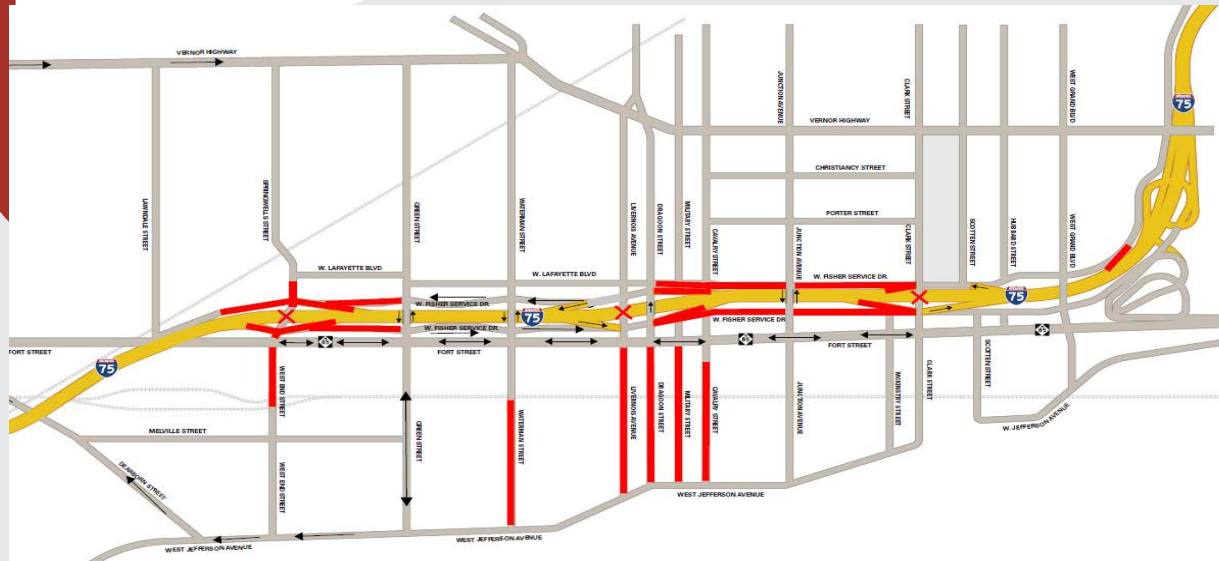 VERNOR HIGHWAY
75
JUNCTION AVENUE
CLARK STREET
WEST GRAND BLVD
VERNOR HIGHWAY
CHRISTIANCY STREET
LAWNDALE STREET
SPRINGWELLS STREET
GREEN STREET
WATERMAN STREET
LIVERNOIS AVENUE
DRAGOON STREET
MILITARY STREET
PORTER STREET
CAVALRY STREET
JUNCTION AVENUE
CLARK STREET
SCOTTEN STREET
HUBBARD STREET
WEST GRAND BLVD
W. LAFAYETTE BLVD
W. LAFAYETTE BLVD
W. FISHER SERVICE DR.
W. FISHER SERVICE DR.
75
75
W. FISHER SERVICE DR.
W. FISHER SERVICE DR.
85
85
85
FORT STREET
FORT STREET
FORT STREET
75
WEST END STREET
LIVERNOIS AVENUE
DRAGOON STREET
MILITARY STREET
CAVALRY STREET
JUNCTION AVENUE
MCKINSTRY STREET
CLARK STREET
SCOTTEN STREET
GREEN STREET
WATERMAN STREET
W. JEFFERSON AVENUE
MELVILLE STREET
DEARBORN STREET
WEST END STREET
WEST JEFFERSON AVENUE
WEST JEFFERSON AVENUE
WEST JEFFERSON AVENUE